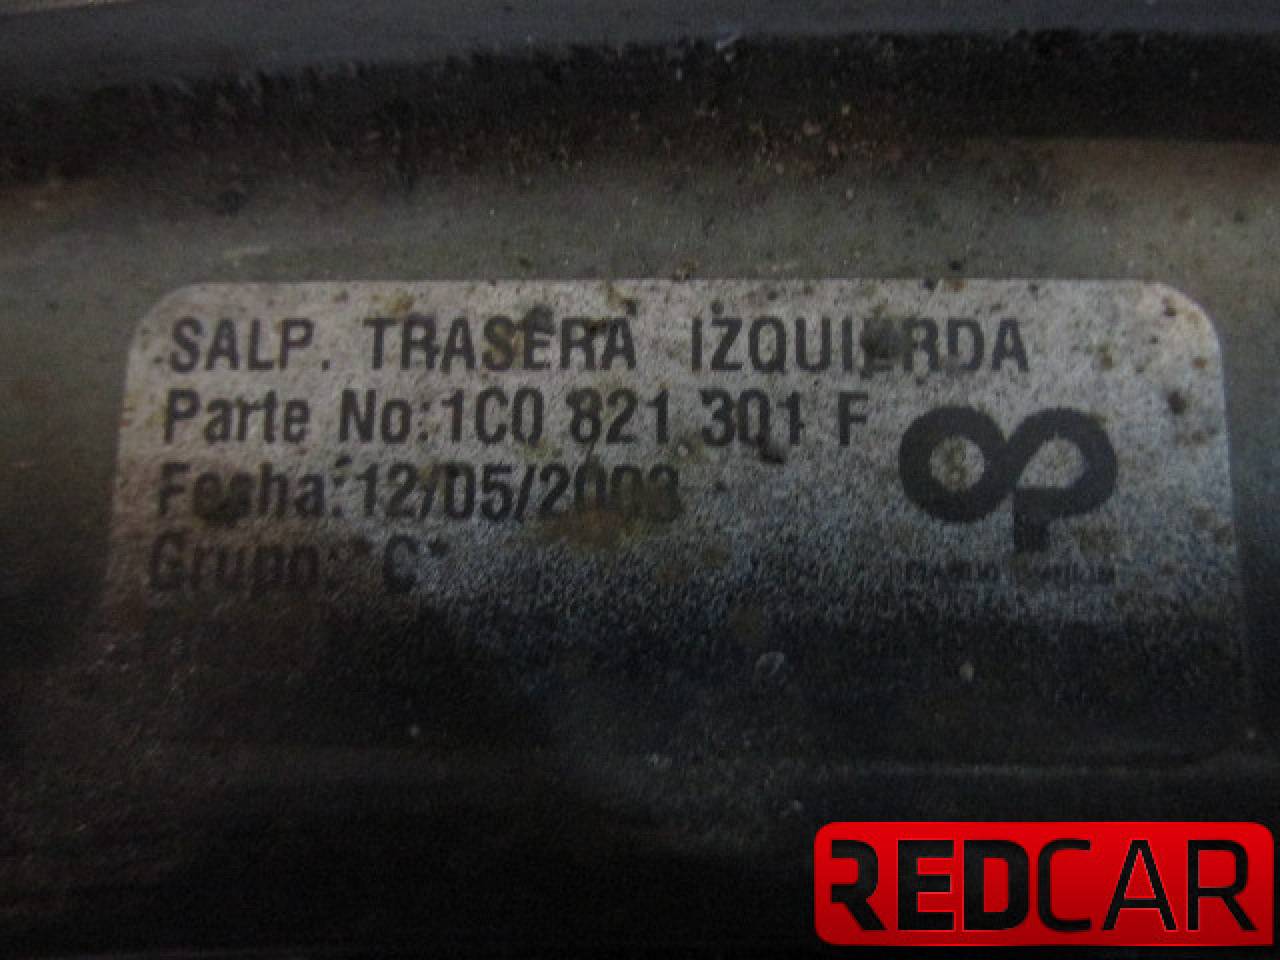 SALP. TRASERA IZQUIERDA
Parte No:1C0 821 301 F
Fecha:12/05/2003
Grupo: *C*
REDCAR